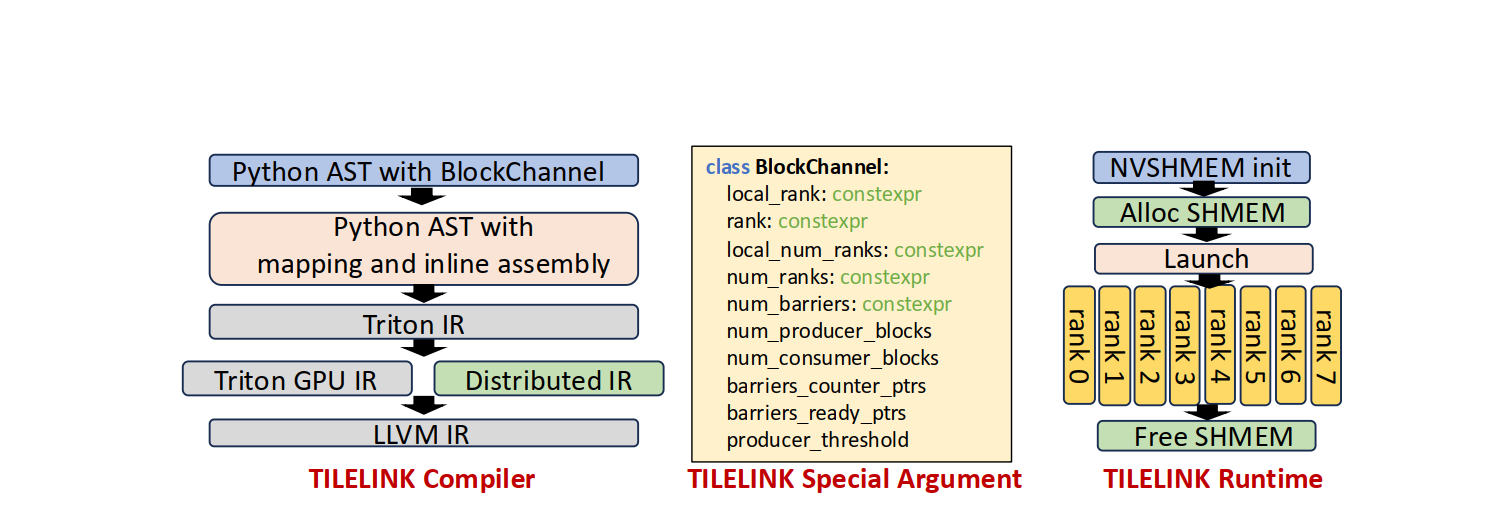 Python AST with BlockChannel
Python AST with
mapping and inline assembly
Triton IR
Triton GPU IR
Distributed IR
LLVM IR
TILELINK Compiler
class BlockChannel:
local_rank: constexpr
rank: constexpr
local_num_ranks: constexpr
num_ranks: constexpr
num_barriers: constexpr
num_producer_blocks
num_consumer_blocks
barriers_counter_ptrs
barriers_ready_ptrs
producer_threshold
TILELINK Special Argument
NVSHMEM init
Alloc SHMEM
Launch
rank 0
rank 1
rank 2
rank 3
rank 4
rank 5
rank 6
rank 7
Free SHMEM
TILELINK Runtime